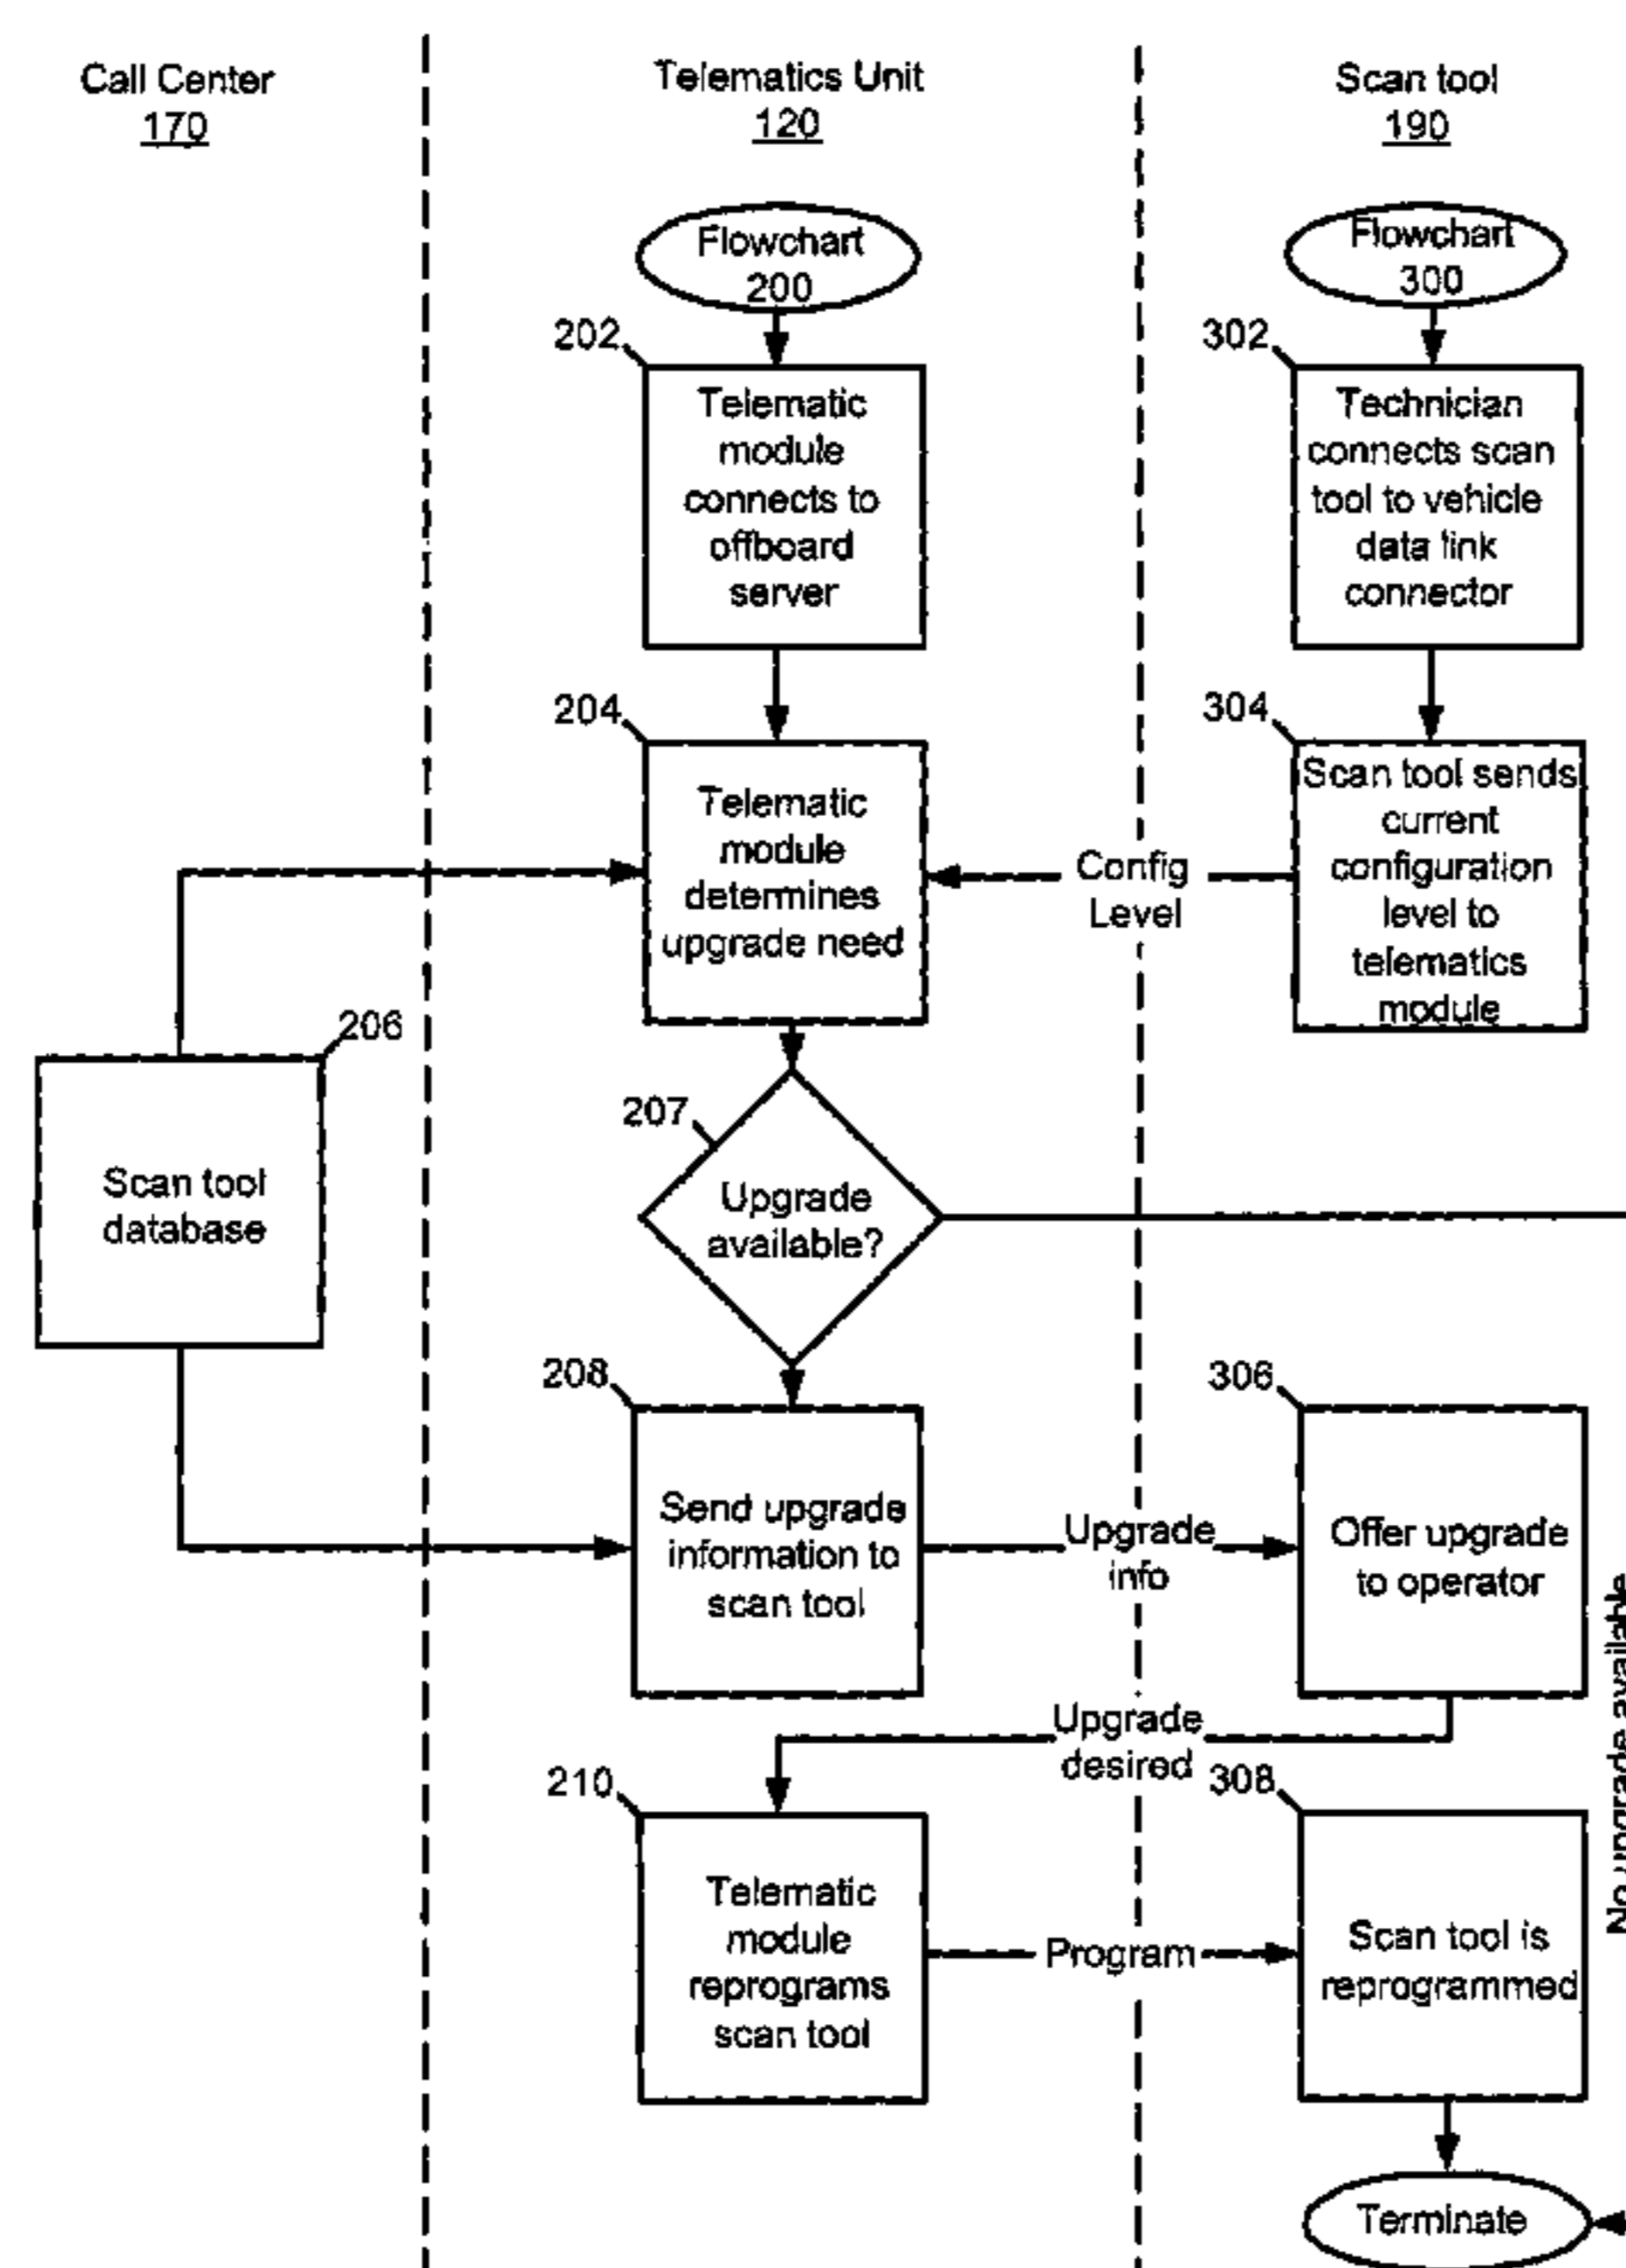 Call Center
170
Telematics Unit
120
Scan tool
190
Flowchart
200
Flowchart
300
202
Telematic
module
connects to
offboard
server
302
Technician
connects scan
tool to vehicle
data link
connector
204
Telematic
module
determines
upgrade need
304
Scan tool sends
current
configuration
level to
telematics
module
Config
Level
206
Scan tool
database
207
Upgrade
available?
208
Send upgrade
information to
scan tool
Upgrade
info
306
Offer upgrade
to operator
No upgrade available
Upgrade
desired
210
Telematic
module
reprograms
scan tool
Program
308
Scan tool is
reprogrammed
Terminate